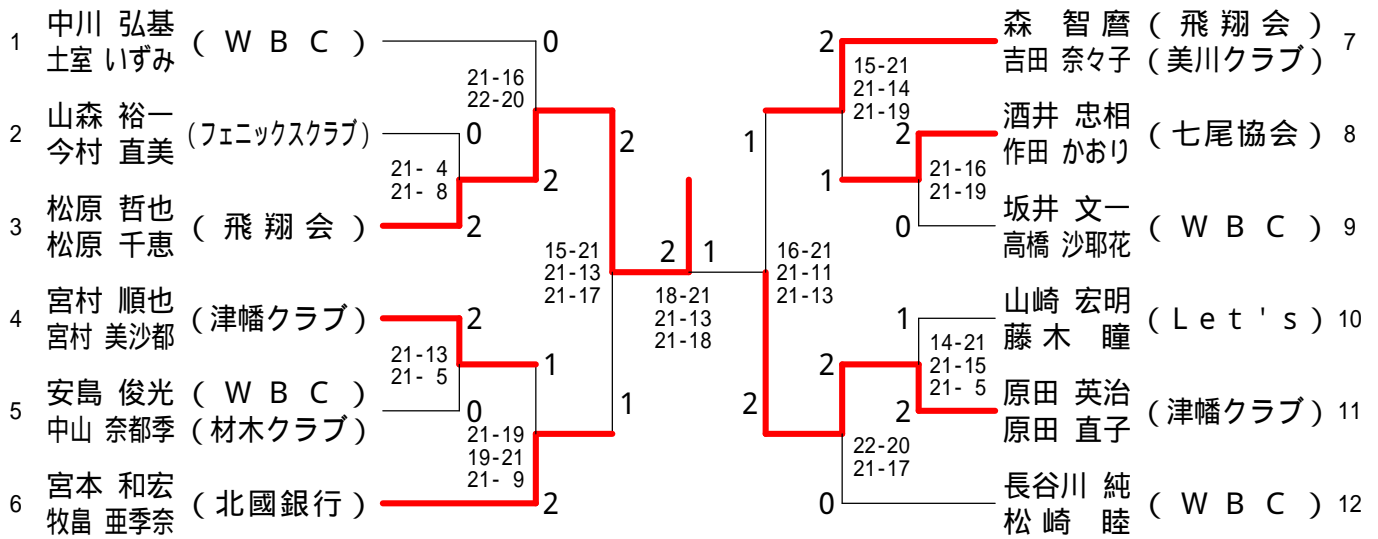 1 中川 弘基 ( W B C )
土室 いずみ
0
21-16
22-20
2 山森 裕一 (フェニックスクラブ)
今村 直美
0
21- 4
21- 8
2
3 松原 哲也 ( 飛 翔 会 )
松原 千恵
2
2
15-21
21-13
21-17
4 宮村 順也 (津幡クラブ)
宮村 美沙都
2
21-13
21- 5
1
5 安島 俊光 ( W B C )
中山 奈都季 (材木クラブ)
0
21-19
19-21
21- 9
1
6 宮本 和宏 (北國銀行)
牧畠 亜季奈
2
2 1
18-21
21-13
21-18
2
森 智麿 ( 飛 翔 会 ) 7
吉田 奈々子 (美川クラブ)
15-21
21-14
21-19
1
2
酒井 忠相 (七尾協会) 8
作田 かおり
1
21-16
21-19
0
坂井 文一 ( W B C ) 9
高橋 沙耶花
16-21
21-11
21-13
1
山崎 宏明 ( L e t ' s ) 10
藤木 瞳
14-21
21-15
21- 5
2
2
2
原田 英治 (津幡クラブ) 11
原田 直子
22-20
21-17
0
長谷川 純 ( W B C ) 12
松崎 睦